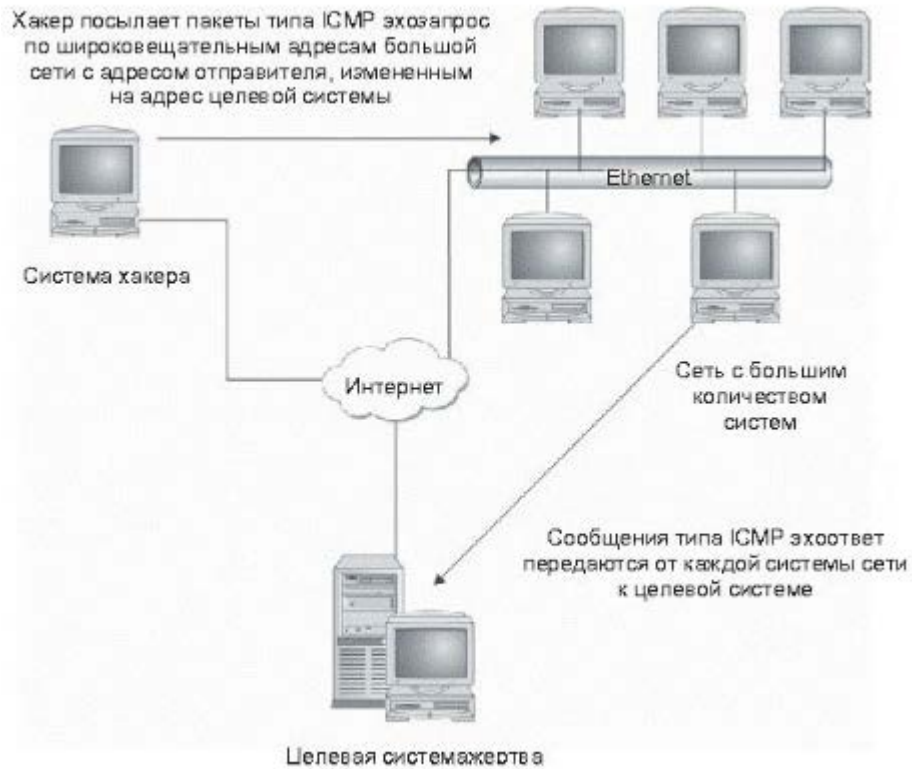 Хакер посылает пакеты типа ICMP эхозапрос
по широковещательным адресам большой
сети с адресом отправителя, измененным
на адрес целевой системы
Ethernet
Система хакера
Интернет
Сеть с большим
количеством
систем
Сообщения типа ICMP эхоответ
передаются от каждой системы сети
к целевой системе
Целевая системажертва